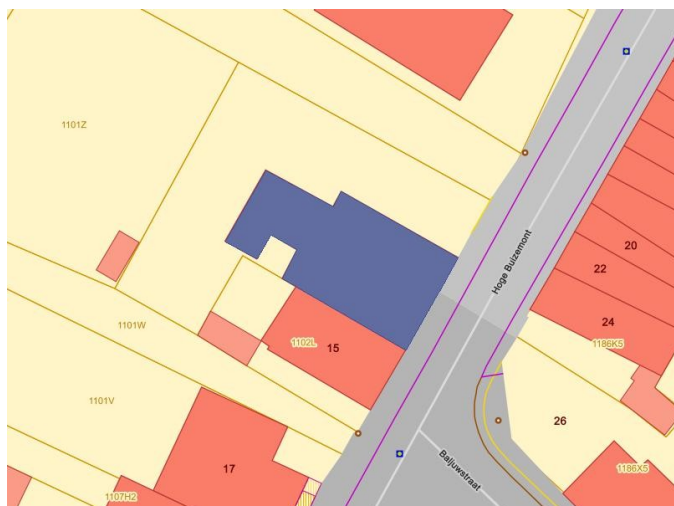 1101Z
Hoge Buizemont
20
22
24
1186K5
1101W
1102L
15
1101V
26
17
Baljuwstraat
1186X5
1107H2